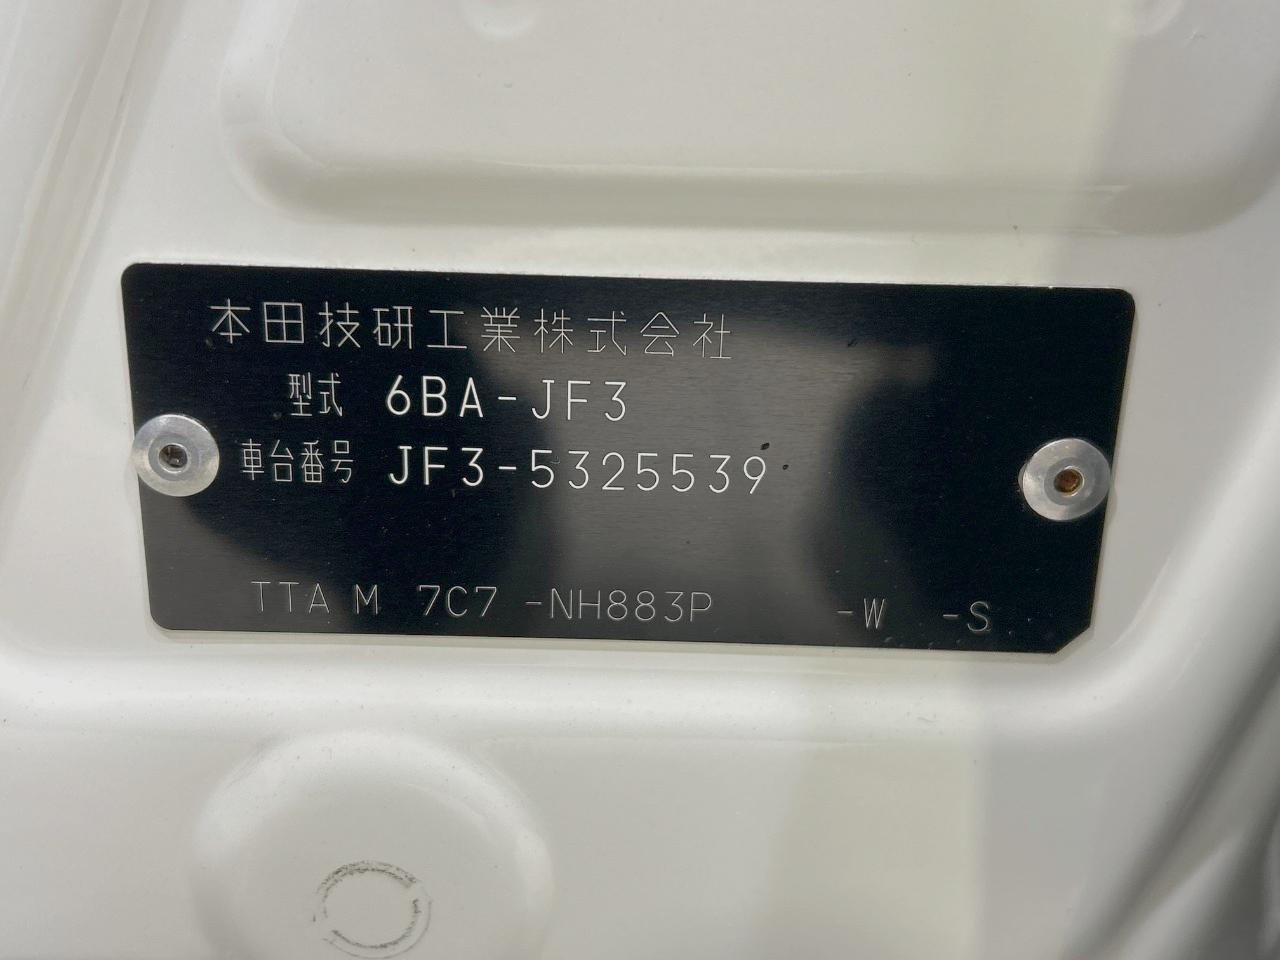 本田技研工業株式会社
型式 6BA-JF3
車台番号 JF3-5325539
TTA M 7C7 -NH883P -W -S